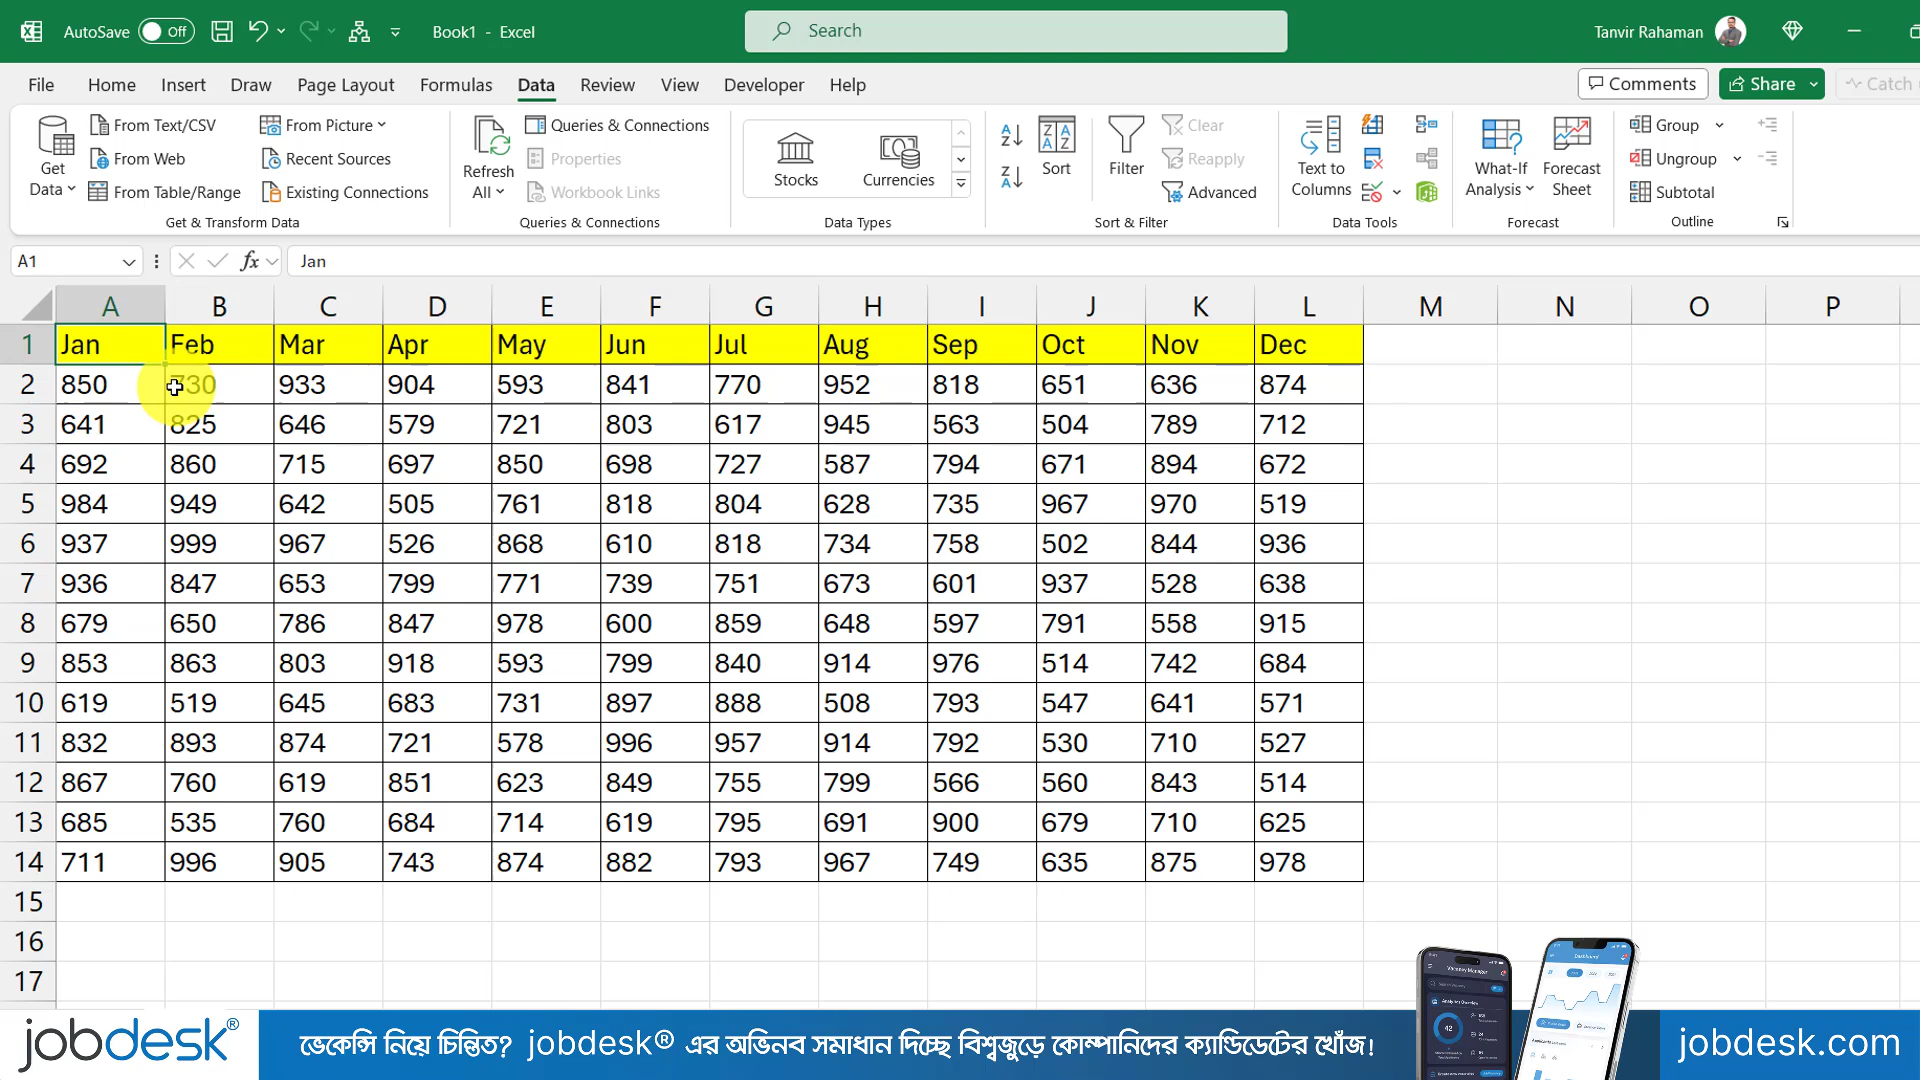 AutoSave Off Book1 - Excel Search Tanvir Rahaman
File Home Insert Draw Page Layout Formulas Data Review View Developer Help Comments Share Catch
Get Data From Text/CSV From Web From Table/Range From Picture Recent Sources Existing Connections
Get & Transform Data
Refresh All Queries & Connections Properties Workbook Links
Queries & Connections
Stocks Currencies
Data Types
Sort Filter Clear Reapply Advanced
Sort & Filter
Text to Columns
Data Tools
What-If Analysis Forecast Sheet
Forecast
Group Ungroup Subtotal
Outline
A1 fx Jan
A B C D E F G H I J K L M N O P
1 Jan Feb Mar Apr May Jun Jul Aug Sep Oct Nov Dec
2 850 730 933 904 593 841 770 952 818 651 636 874
3 641 825 646 579 721 803 617 945 563 504 789 712
4 692 860 715 697 850 698 727 587 794 671 894 672
5 984 949 642 505 761 818 804 628 735 967 970 519
6 937 999 967 526 868 610 818 734 758 502 844 936
7 936 847 653 799 771 739 751 673 601 937 528 638
8 679 650 786 847 978 600 859 648 597 791 558 915
9 853 863 803 918 593 799 840 914 976 514 742 684
10 619 519 645 683 731 897 888 508 793 547 641 571
11 832 893 874 721 578 996 957 914 792 530 710 527
12 867 760 619 851 623 849 755 799 566 560 843 514
13 685 535 760 684 714 619 795 691 900 679 710 625
14 711 996 905 743 874 882 793 967 749 635 875 978
15
16
17
jobdesk® ভেকেন্সি নিয়ে চিন্তিত? jobdesk® এর অভিনব সমাধান দিচ্ছে বিশ্বজুড়ে কোম্পানিদের ক্যান্ডিডেটের খোঁজ! jobdesk.com
Vacancy Manager
Analytics Overview
42
Dashboard